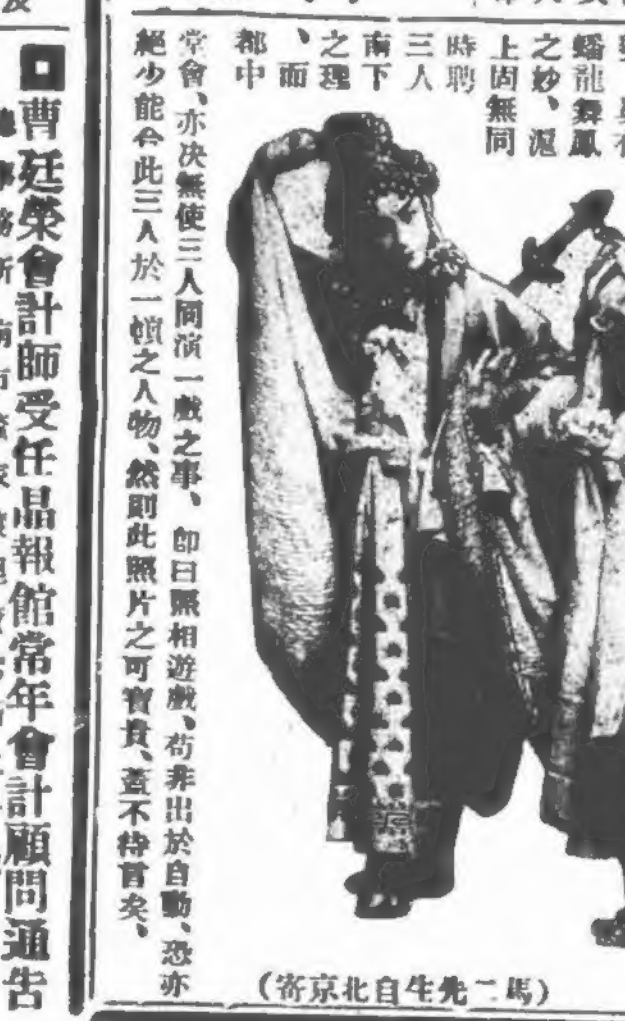 蟠龍舞鳳
之妙、滬
上固無同
時聘
三人
南下
之理
、而
都中
堂會、亦决無使三人同演一戲之事、卽曰照相遊戲、苟非出於自動、恐亦
絕少能合此三人於一幀之人物、然則此照片之可寶貴、蓋不待言矣、
(馬二先生自北京寄)
曹廷榮會計師受任晶報館常年會計顧問通告